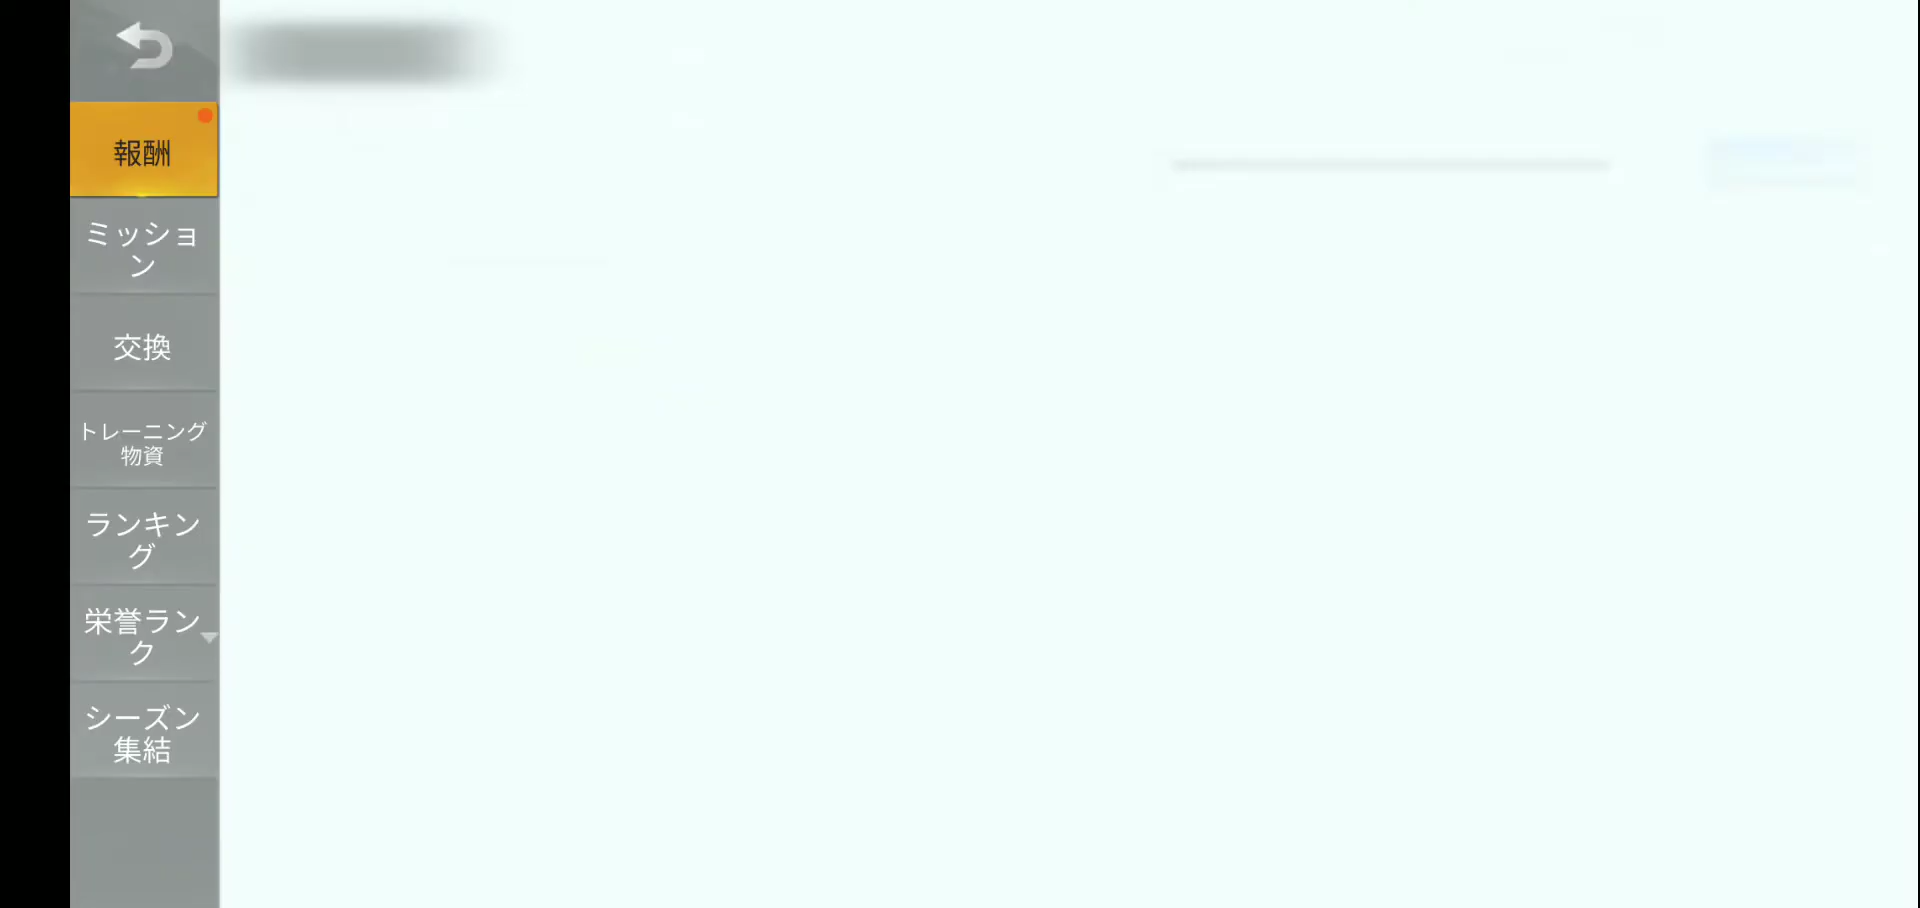 報酬
ミッショ
ン
交換
トレーニング
物資
ランキン
グ
栄誉ラン
ク
シーズン
集結